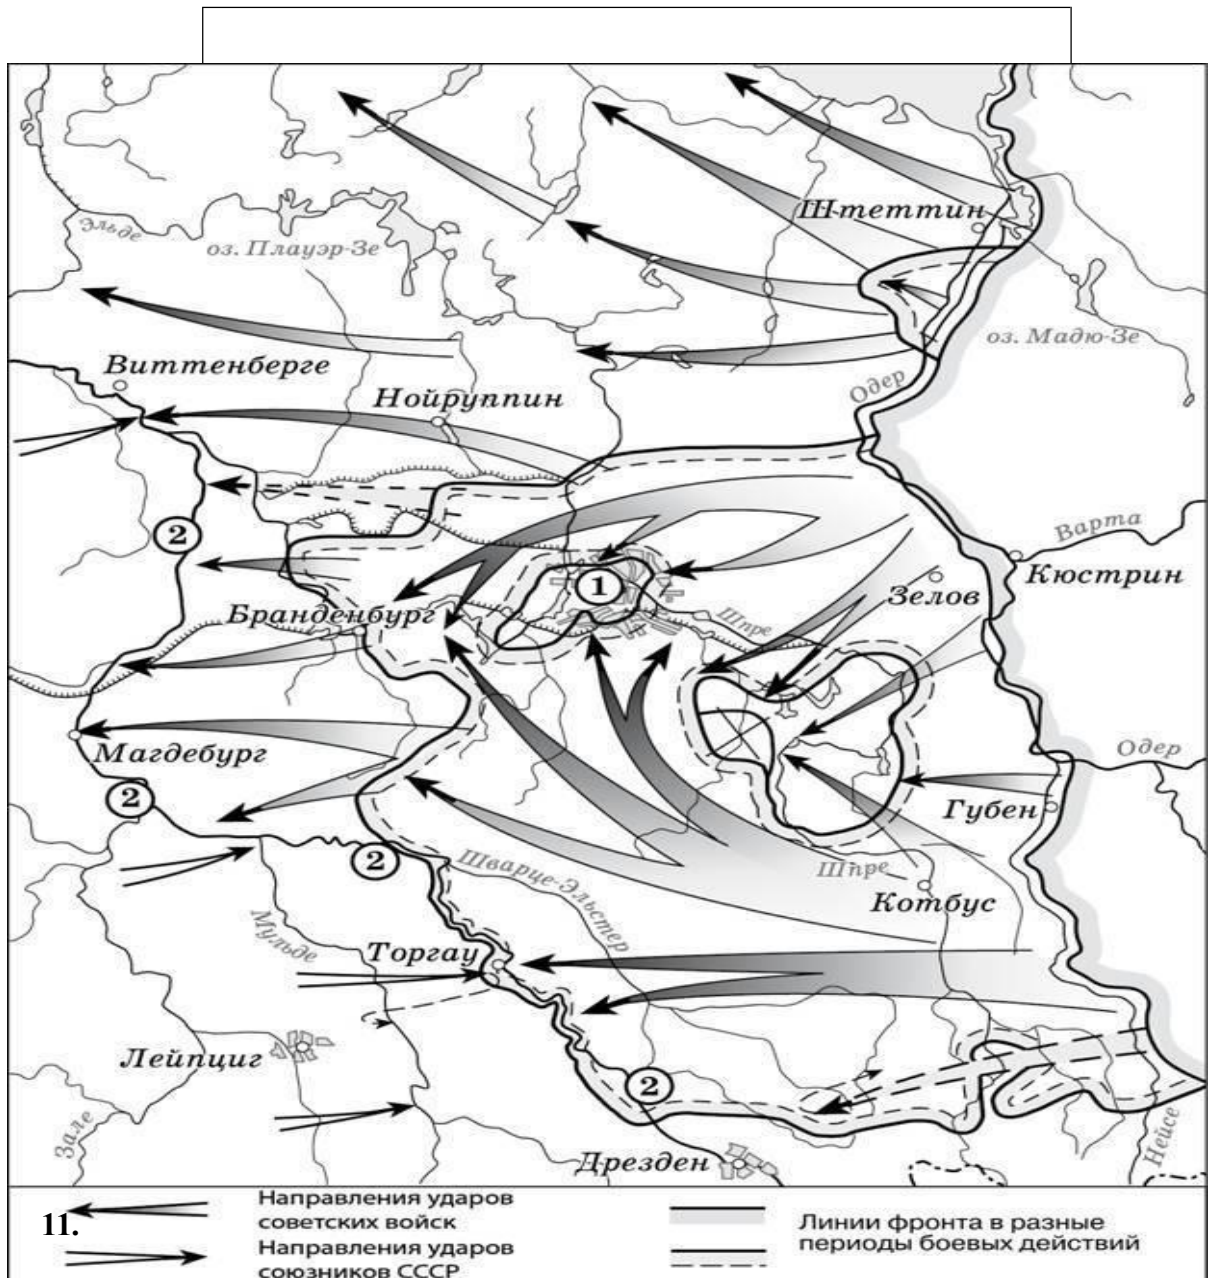 Штеттин
Эльде
оз. Плауэр-Зе
оз. Мадю-Зе
Виттенберге
Одер
Нойруппин
2
Варта
1
Кюстрин
Зелов
Шпре
Бранденбург
Магдебург
Одер
2
Губен
2
Шварце-Эльстер
Шпре
Котбус
Мульде
Торгау
Лейпциг
2
Зале
Нейсе
Дрезден
11.
Направления ударов
советских войск
Направления ударов
союзников СССР
Линии фронта в разные
периоды боевых действий